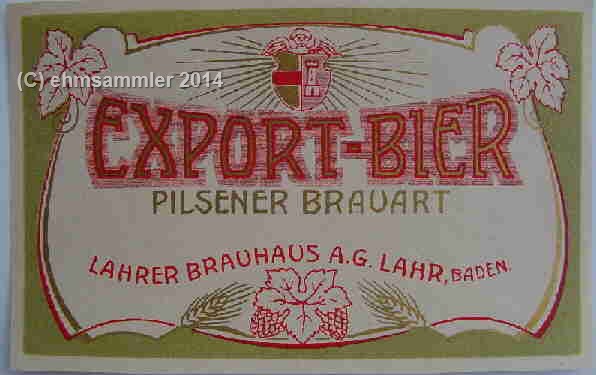 (C) ehmsammler 2014
EXPORT-BIER
PILSENER BRAUART
LAHRER BRAUHAUS A.G. LAHR, BADEN.